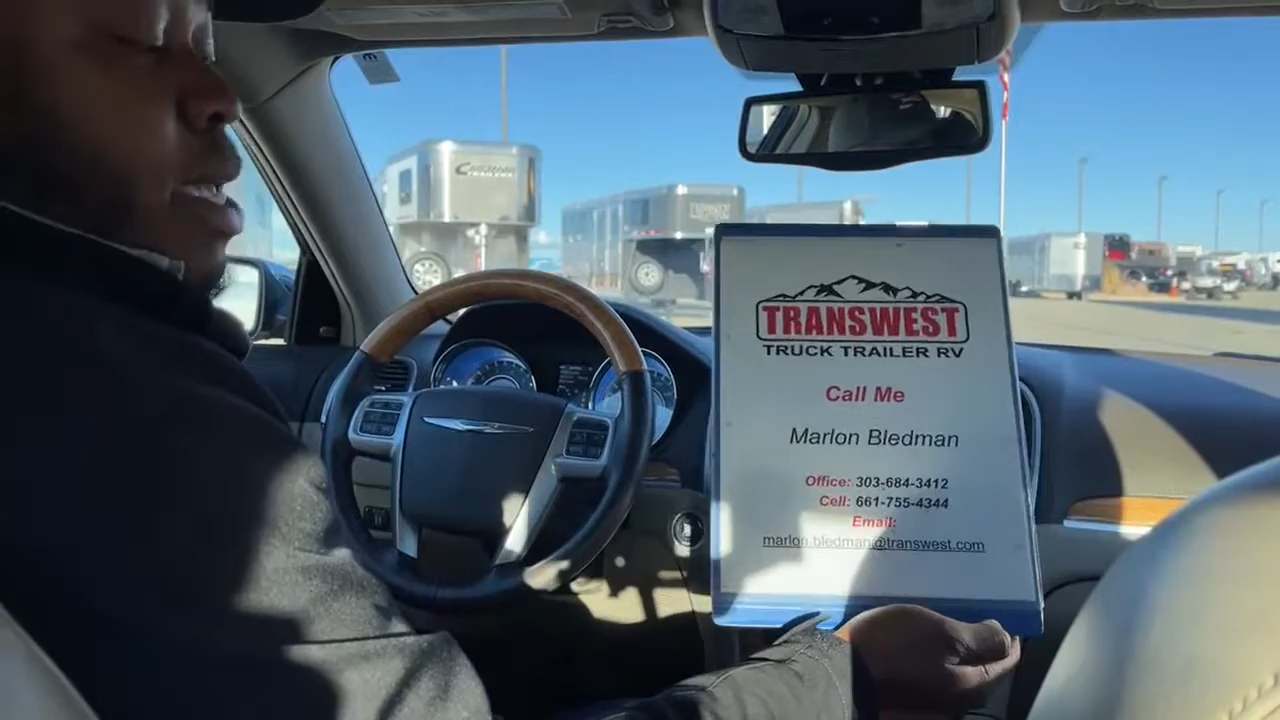 TRANSWEST
TRUCK TRAILER RV
Call Me
Marlon Bledman
Office: 303-684-3412
Cell: 661-755-4344
Email:
marlon.bledman@transwest.com